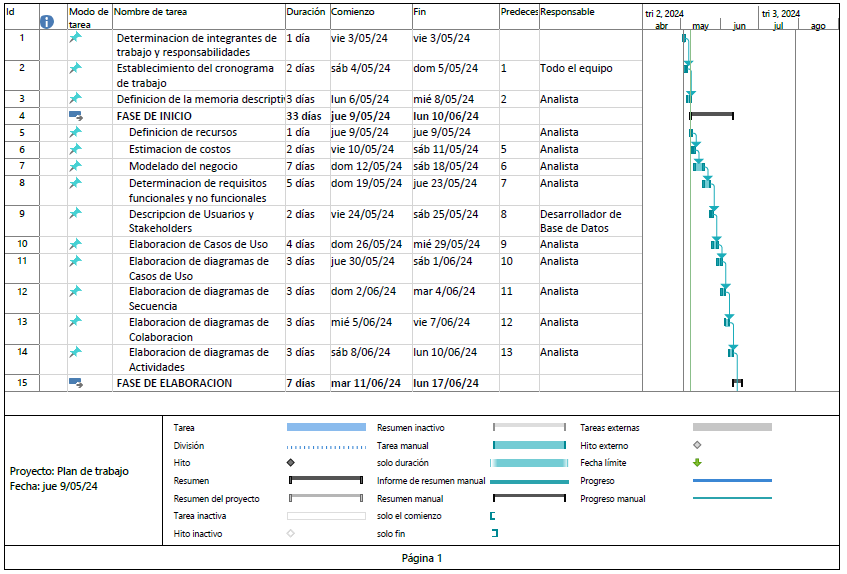 Id Modo de tarea Nombre de tarea Duración Comienzo Fin Predeces Responsable
tri 2, 2024 tri 3, 2024
abr may jun jul ago
1 Determinacion de integrantes de trabajo y responsabilidades 1 día vie 3/05/24 vie 3/05/24
2 Establecimiento del cronograma de trabajo 2 días sáb 4/05/24 dom 5/05/24 1 Todo el equipo
3 Definicion de la memoria descripti 3 días lun 6/05/24 mié 8/05/24 2 Analista
4 FASE DE INICIO 33 días jue 9/05/24 lun 10/06/24
5 Definicion de recursos 1 día jue 9/05/24 jue 9/05/24 Analista
6 Estimacion de costos 2 días vie 10/05/24 sáb 11/05/24 5 Analista
7 Modelado del negocio 7 días dom 12/05/24 sáb 18/05/24 6 Analista
8 Determinacion de requisitos funcionales y no funcionales 5 días dom 19/05/24 jue 23/05/24 7 Analista
9 Descripcion de Usuarios y Stakeholders 2 días vie 24/05/24 sáb 25/05/24 8 Desarrollador de Base de Datos
10 Elaboracion de Casos de Uso 4 días dom 26/05/24 mié 29/05/24 9 Analista
11 Elaboracion de diagramas de Casos de Uso 3 días jue 30/05/24 sáb 1/06/24 10 Analista
12 Elaboracion de diagramas de Secuencia 3 días dom 2/06/24 mar 4/06/24 11 Analista
13 Elaboracion de diagramas de Colaboracion 3 días mié 5/06/24 vie 7/06/24 12 Analista
14 Elaboracion de diagramas de Actividades 3 días sáb 8/06/24 lun 10/06/24 13 Analista
15 FASE DE ELABORACION 7 días mar 11/06/24 lun 17/06/24
Proyecto: Plan de trabajo
Fecha: jue 9/05/24
Tarea
División
Hito
Resumen
Resumen del proyecto
Tarea inactiva
Hito inactivo
Resumen inactivo
Tarea manual
solo duración
Informe de resumen manual
Resumen manual
solo el comienzo
solo fin
Tareas externas
Hito externo
Fecha límite
Progreso
Progreso manual
Página 1